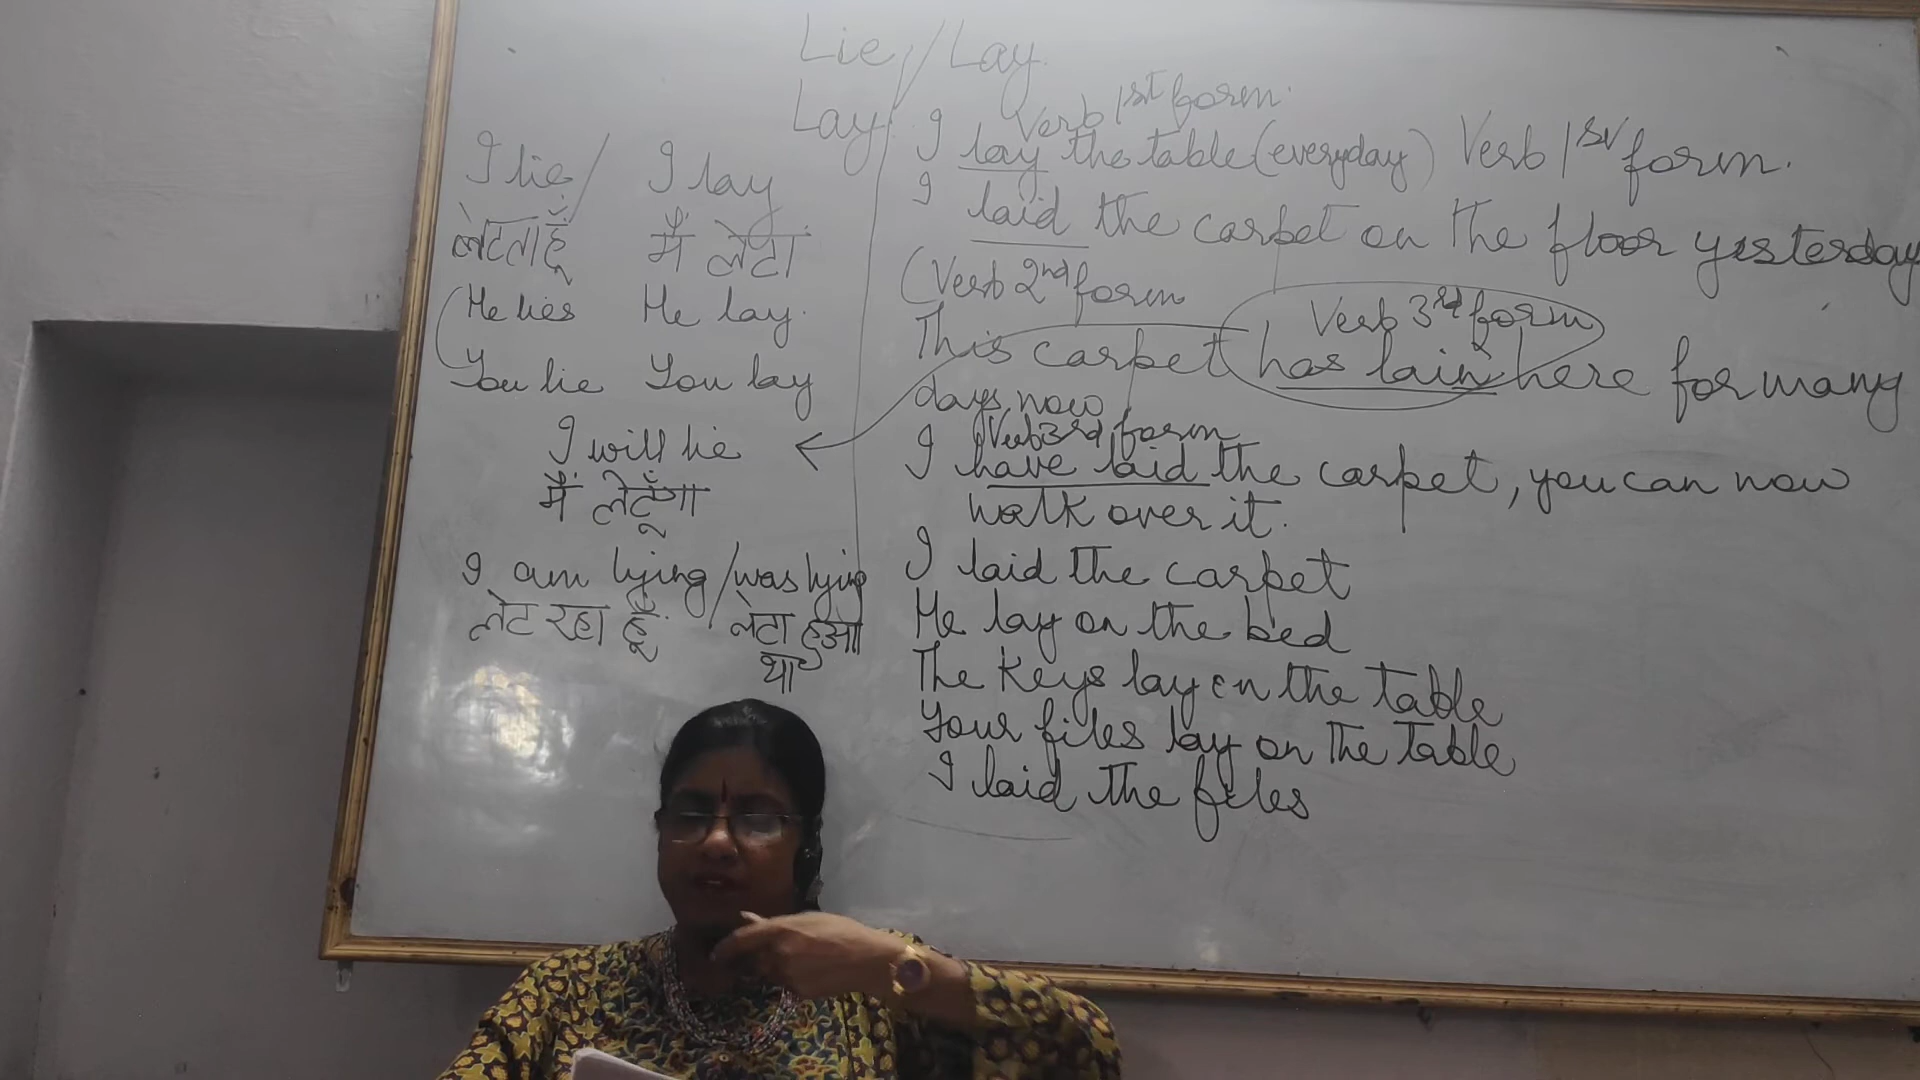 Lie / Lay
Lay
I lie / I lay
लेटता हूँ मैं लेटा
He lies He lay.
You lie You lay
I will lie
मैं लेटूँगा
I am lying / was lying
लेट रहा हूँ / लेटा हुआ
था
Verb 1st form.
I lay the table (everyday) Verb 1st form.
I laid the carpet on the floor yesterday
(Verb 2nd form
Verb 3rd form
This carpet has lain here for many
days now
Verb 3rd form
I have laid the carpet, you can now
walk over it.
I laid the carpet
He lay on the bed
The keys lay on the table
Your files lay on the table
I laid the files